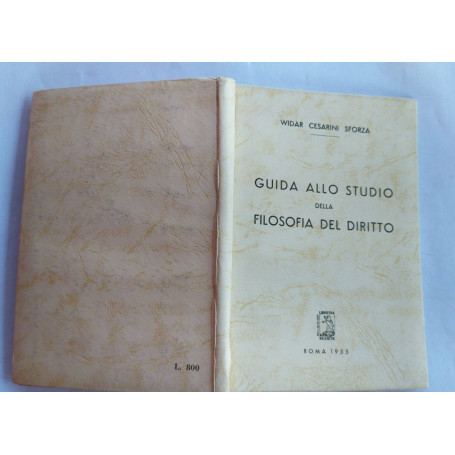 WIDAR CESARINI SFORZA
GUIDA ALLO STUDIO
DELLA
FILOSOFIA DEL DIRITTO
ROMA 1955
L. 800